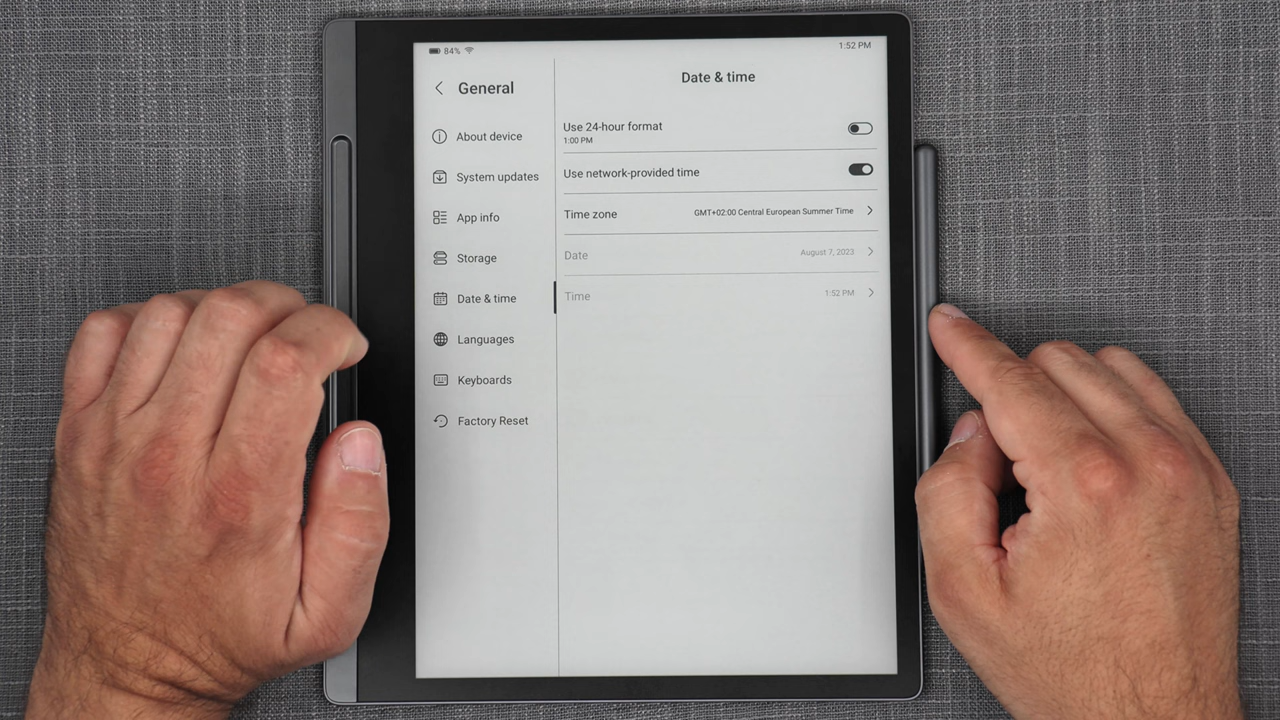 84%
1:52 PM
General
About device
System updates
App info
Storage
Date & time
Languages
Keyboards
Factory Reset
Date & time
Use 24-hour format
1:00 PM
Use network-provided time
Time zone GMT+02:00 Central European Summer Time
Date August 7, 2023
Time 1:52 PM